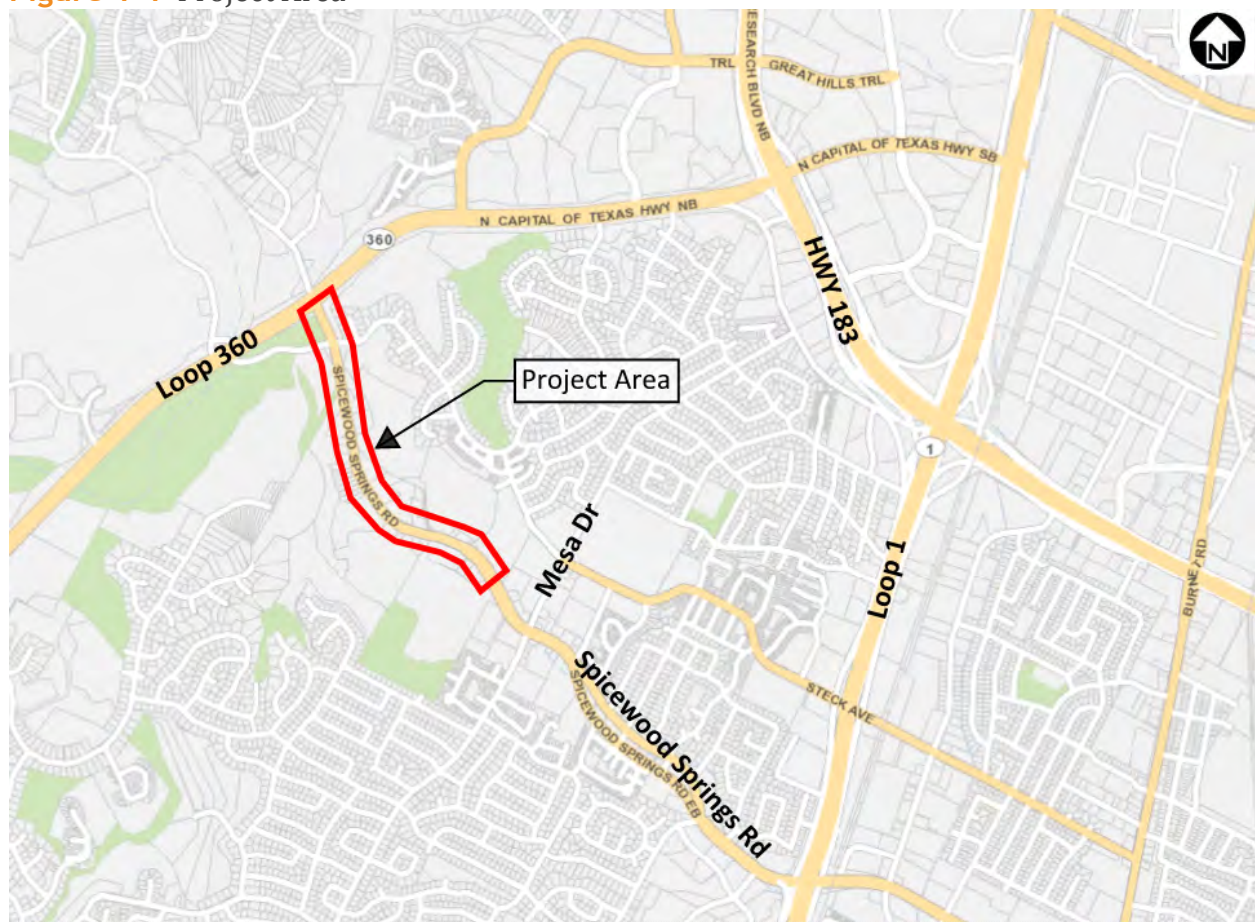 Project Area
N
RESEARCH BLVD NB
TRL
GREAT HILLS TRL
N CAPITAL OF TEXAS HWY SB
N CAPITAL OF TEXAS HWY NB
360
HWY 183
Loop 360
Project Area
SPICEWOOD SPRINGS RD
1
Mesa Dr
Loop 1
BURNET RD
Spicewood Springs Rd
SPICEWOOD SPRINGS RD EB
STECK AVE